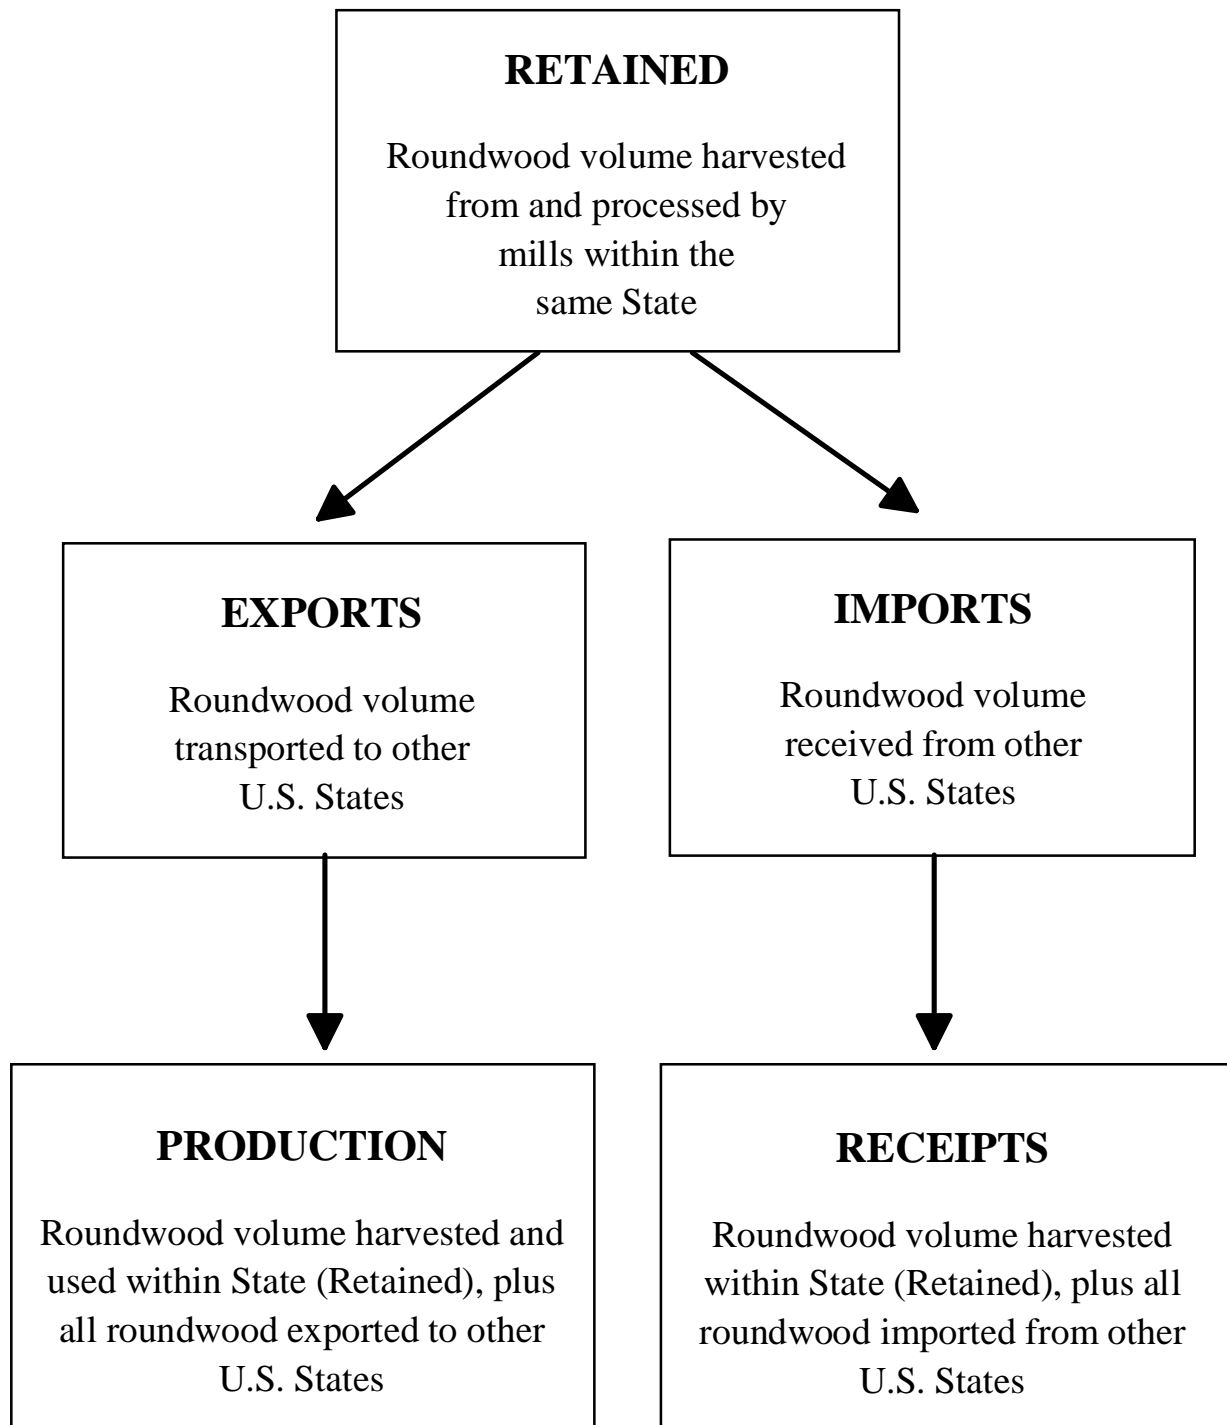 RETAINED
Roundwood volume harvested
from and processed by
mills within the
same State
EXPORTS
Roundwood volume
transported to other
U.S. States
IMPORTS
Roundwood volume
received from other
U.S. States
PRODUCTION
Roundwood volume harvested and
used within State (Retained), plus
all roundwood exported to other
U.S. States
RECEIPTS
Roundwood volume harvested
within State (Retained), plus all
roundwood imported from other
U.S. States